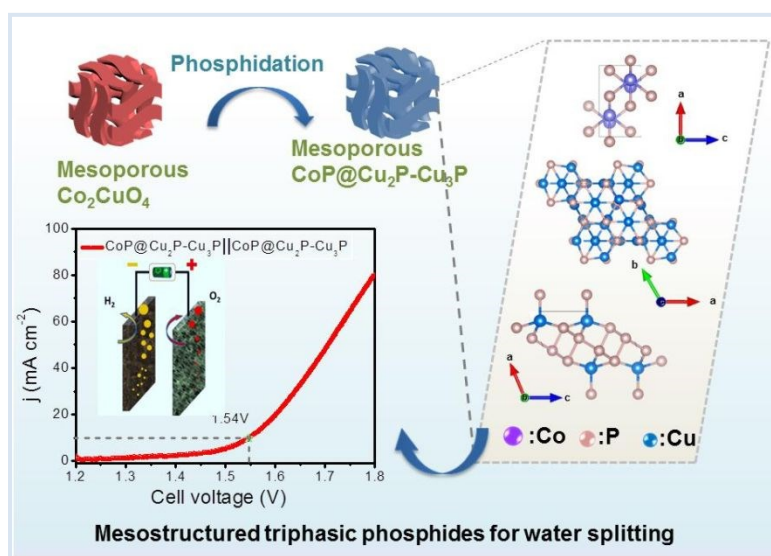 Phosphidation
Mesoporous
Co₂CuO₄
Mesoporous
CoP@Cu₂P-Cu₃P
a
c
b
a
a
c
:Co :P :Cu
100
80
60
40
20
0
j (mA cm⁻²)
CoP@Cu₂P-Cu₃P||CoP@Cu₂P-Cu₃P
− +
H₂
O₂
1.54V
1.2 1.3 1.4 1.5 1.6 1.7 1.8
Cell voltage (V)
Mesostructured triphasic phosphides for water splitting